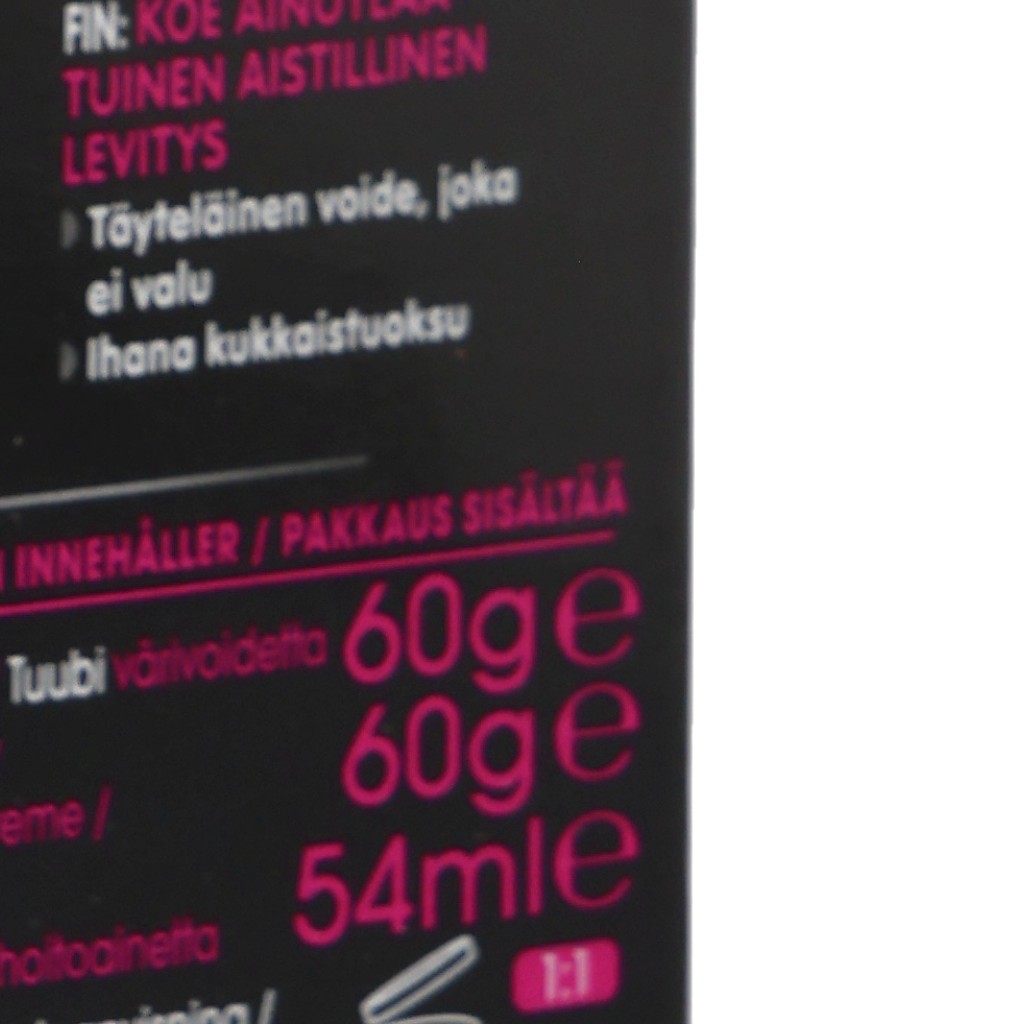 FIN: KOE AINUTLAA
TUINEN AISTILLINEN
LEVITYS
Täyteläinen voide, joka
ei valu
Ihana kukkaistuoksu
INNEHÅLLER / PAKKAUS SISÄLTÄÄ
Tuubi värivoidetta 60g e
60g e
eme /
54ml e
hoitoainetta
1:1